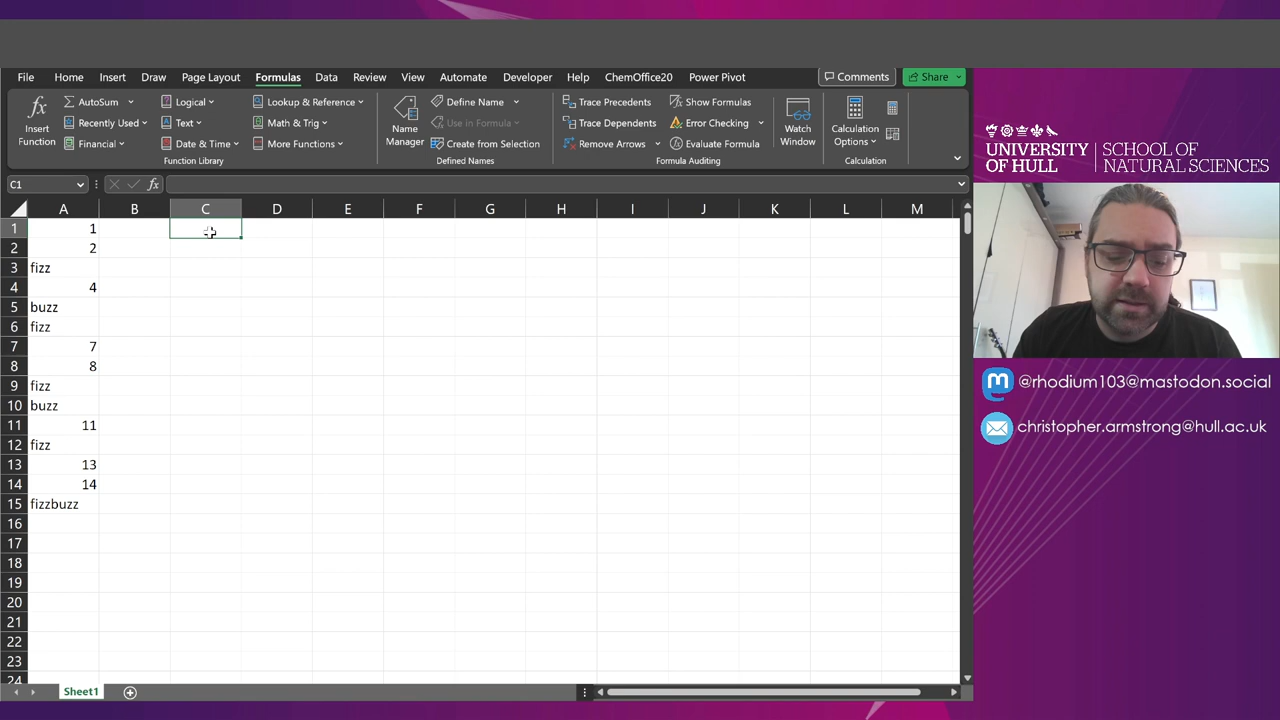 File Home Insert Draw Page Layout Formulas Data Review View Automate Developer Help ChemOffice20 Power Pivot Comments Share
Insert Function
AutoSum
Recently Used
Financial
Logical
Text
Date & Time
Lookup & Reference
Math & Trig
More Functions
Function Library
Name Manager
Define Name
Use in Formula
Create from Selection
Defined Names
Trace Precedents
Trace Dependents
Remove Arrows
Show Formulas
Error Checking
Evaluate Formula
Formula Auditing
Watch Window
Calculation Options
Calculation
C1 fx
A B C D E F G H I J K L M
1 1
2 2
3 fizz
4 4
5 buzz
6 fizz
7 7
8 8
9 fizz
10 buzz
11 11
12 fizz
13 13
14 14
15 fizzbuzz
16
17
18
19
20
21
22
23
24
Sheet1
UNIVERSITY OF HULL
SCHOOL OF NATURAL SCIENCES
@rhodium103@mastodon.social
christopher.armstrong@hull.ac.uk